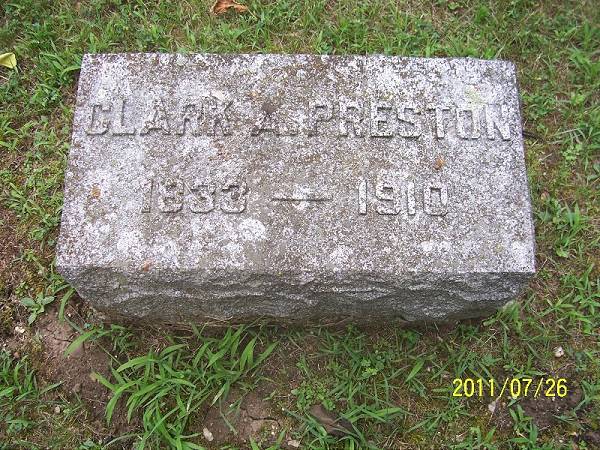 CLARK A. PRESTON
1833 — 1910
2011/07/26